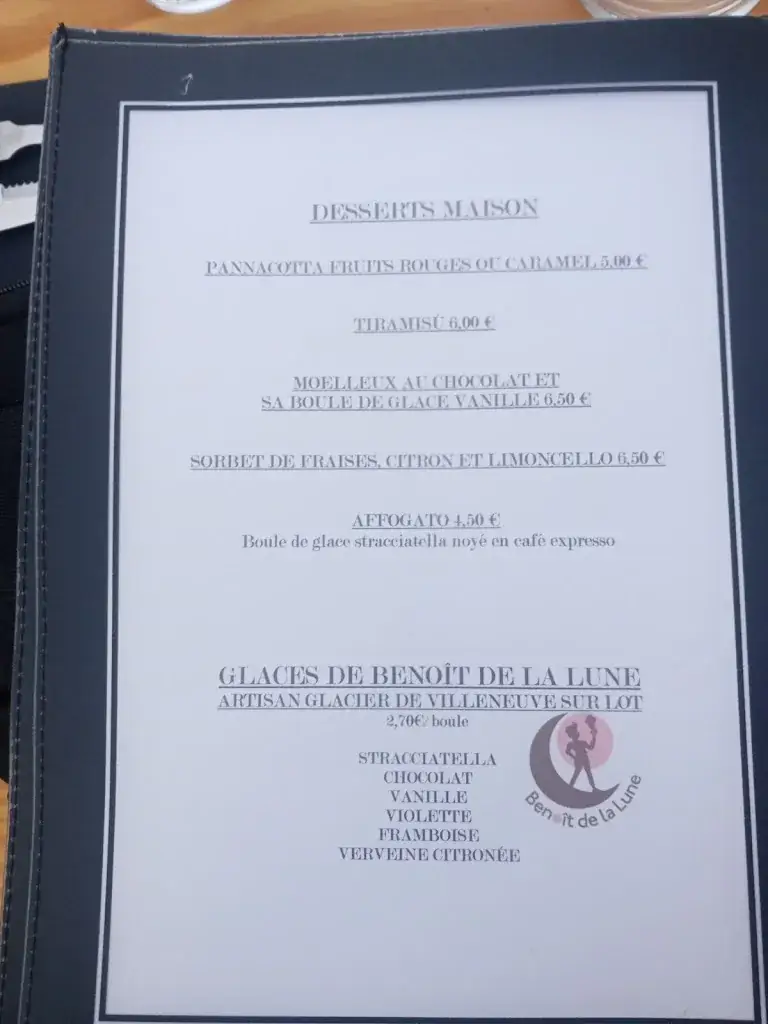 DESSERTS MAISON
PANNACOTTA FRUITS ROUGES OU CARAMEL 5,00 €
TIRAMISÙ 6,00 €
MOELLEUX AU CHOCOLAT ET
SA BOULE DE GLACE VANILLE 6,50 €
SORBET DE FRAISES, CITRON ET LIMONCELLO 6,50 €
AFFOGATO 4,50 €
Boule de glace stracciatella noyé en cafè expresso
GLACES DE BENOÎT DE LA LUNE
ARTISAN GLACIER DE VILLENEUVE SUR LOT
2,70€/boule
STRACCIATELLA
CHOCOLAT
VANILLE
VIOLETTE
FRAMBOISE
VERVEINE CITRONÉE
Benoît de la Lune